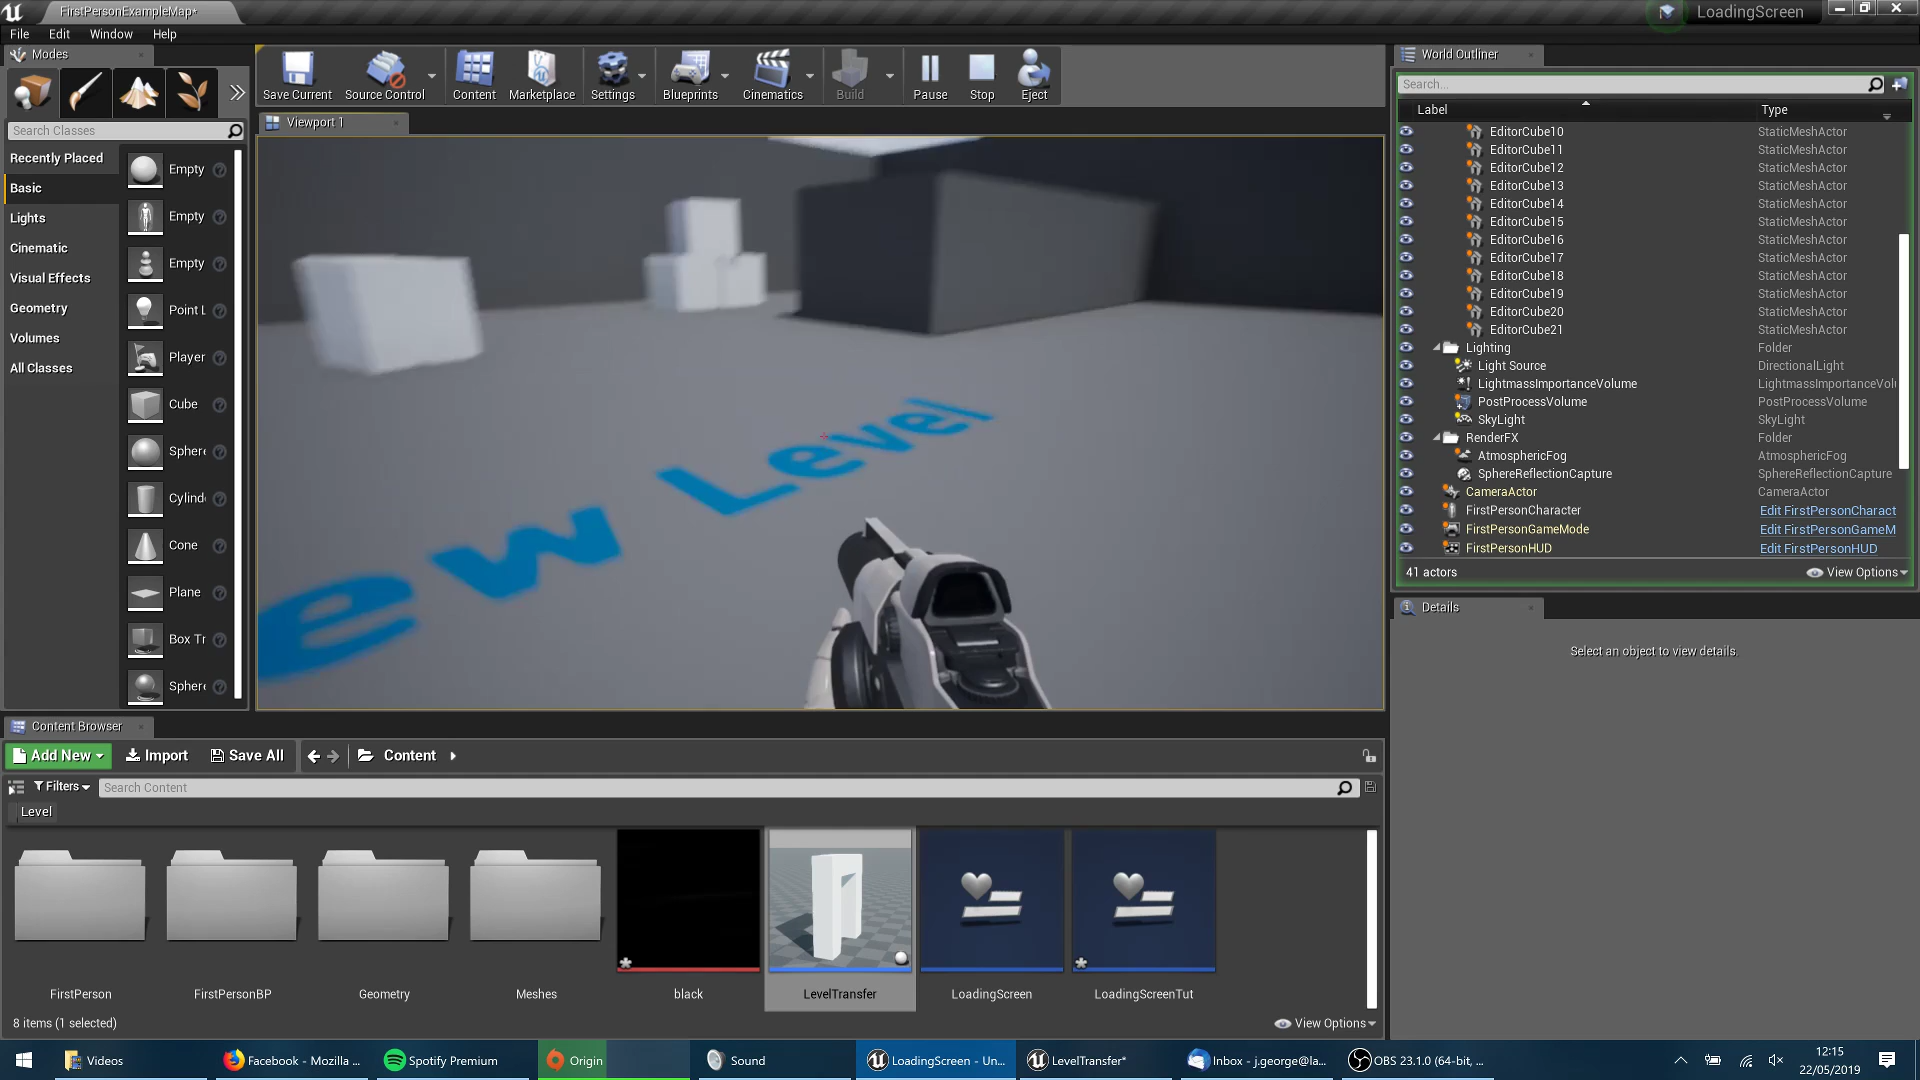 FirstPersonExampleMap*
LoadingScreen
File Edit Window Help
Modes
World Outliner
Save Current
Source Control
Content
Marketplace
Settings
Blueprints
Cinematics
Build
Pause
Stop
Eject
Search...
Label
Type
Search Classes
Viewport 1
Recently Placed
Basic
Lights
Cinematic
Visual Effects
Geometry
Volumes
All Classes
Empty
Empty
Empty
Point L
Player
Cube
Sphere
Cylind
Cone
Plane
Box Tr
Sphere
ew Level
EditorCube10 StaticMeshActor
EditorCube11 StaticMeshActor
EditorCube12 StaticMeshActor
EditorCube13 StaticMeshActor
EditorCube14 StaticMeshActor
EditorCube15 StaticMeshActor
EditorCube16 StaticMeshActor
EditorCube17 StaticMeshActor
EditorCube18 StaticMeshActor
EditorCube19 StaticMeshActor
EditorCube20 StaticMeshActor
EditorCube21 StaticMeshActor
Lighting Folder
Light Source DirectionalLight
LightmassImportanceVolume LightmassImportanceVolu
PostProcessVolume PostProcessVolume
SkyLight SkyLight
RenderFX Folder
AtmosphericFog AtmosphericFog
SphereReflectionCapture SphereReflectionCapture
CameraActor CameraActor
FirstPersonCharacter Edit FirstPersonCharact
FirstPersonGameMode Edit FirstPersonGameM
FirstPersonHUD Edit FirstPersonHUD
41 actors
View Options
Details
Select an object to view details.
Content Browser
Add New Import Save All Content
Filters Search Content
Level
FirstPerson
FirstPersonBP
Geometry
Meshes
black
LevelTransfer
LoadingScreen
LoadingScreenTut
8 items (1 selected)
View Options
Videos
Facebook - Mozilla ...
Spotify Premium
Origin
Sound
LoadingScreen - Un...
LevelTransfer*
Inbox - j.george@la...
OBS 23.1.0 (64-bit, ...
12:15
22/05/2019